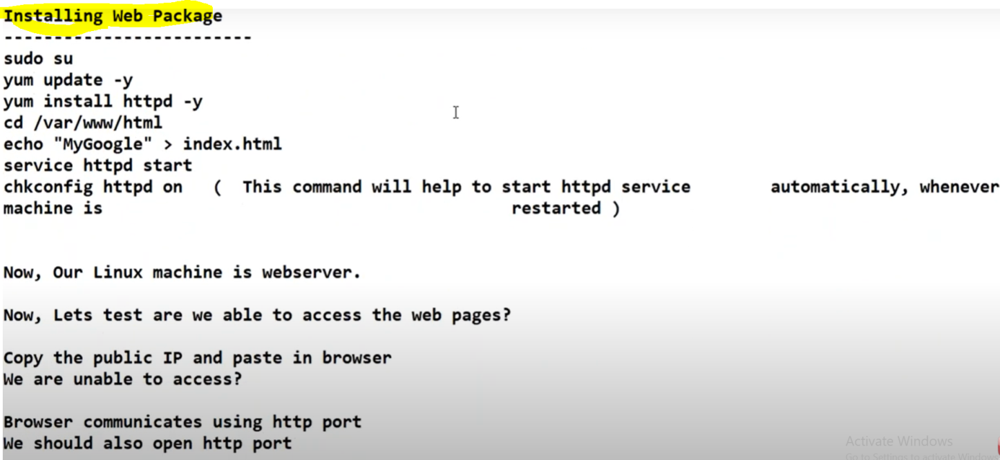 Installing Web Package
-------------------------
sudo su
yum update -y
yum install httpd -y
cd /var/www/html
echo "MyGoogle" > index.html
service httpd start
chkconfig httpd on ( This command will help to start httpd service automatically, whenever
machine is restarted )
Now, Our Linux machine is webserver.
Now, Lets test are we able to access the web pages?
Copy the public IP and paste in browser
We are unable to access?
Browser communicates using http port
We should also open http port
Activate Windows
Go to Settings to activate Windows